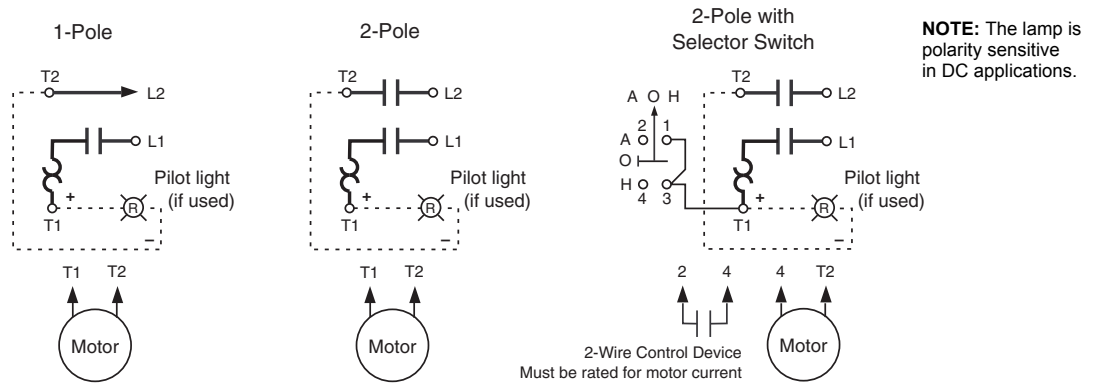 1-Pole
T2
L2
L1
+
Pilot light
(if used)
R
T1
–
T1 T2
Motor
2-Pole
T2
L2
L1
+
Pilot light
(if used)
R
T1
–
T1 T2
Motor
2-Pole with
Selector Switch
A O H
2 1
A
O
H
4 3
T2
L2
L1
+
Pilot light
(if used)
R
T1
–
2 4
2-Wire Control Device
Must be rated for motor current
4 T2
Motor
NOTE: The lamp is
polarity sensitive
in DC applications.